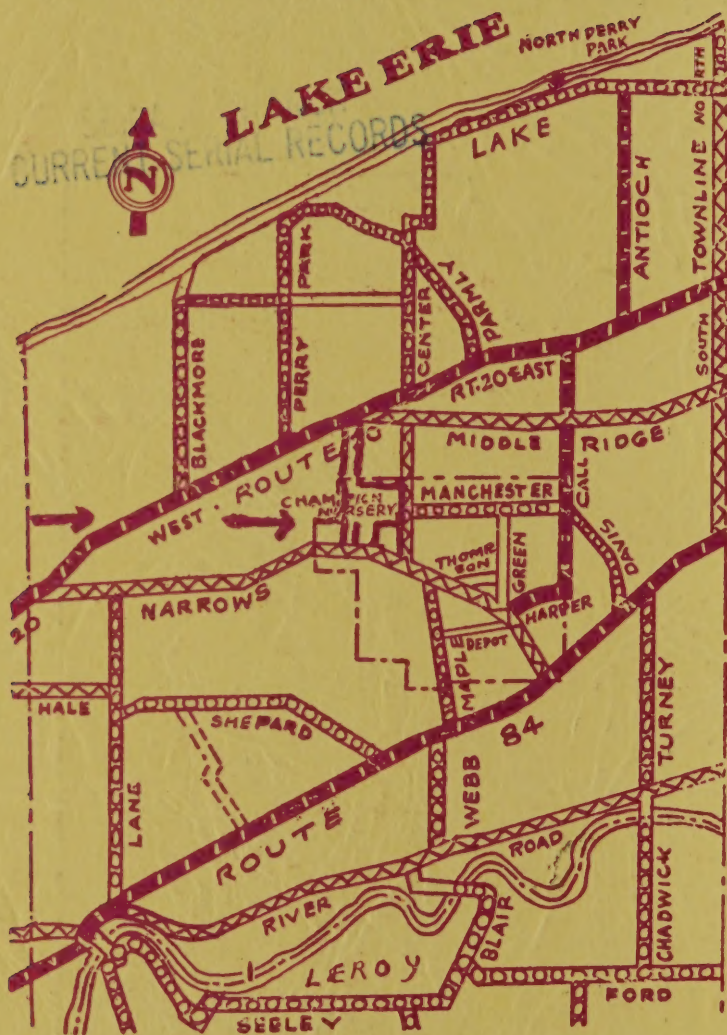 NORTH PERRY
PARK
LAKE ERIE
CURRENT SERIAL RECORDS
N
LAKE
ANTIOCH
TOWNLINE NORTH
SOUTH
PARK
PERRY
BLACKMORE
CENTER
PARMLY
RT. 20 EAST
WEST - ROUTE
MIDDLE RIDGE
CHAMPION
NURSERY
MANCHESTER
CALL
THOMP
SON
GREEN
DAVIS
HARPER
NARROWS
20
DEPOT
MAPLE
HALE
SHEPARD
84
TURNEY
LANE
WEBB
ROUTE
ROAD
RIVER
BLAIR
CHADWICK
LEROY
FORD
SEELEY